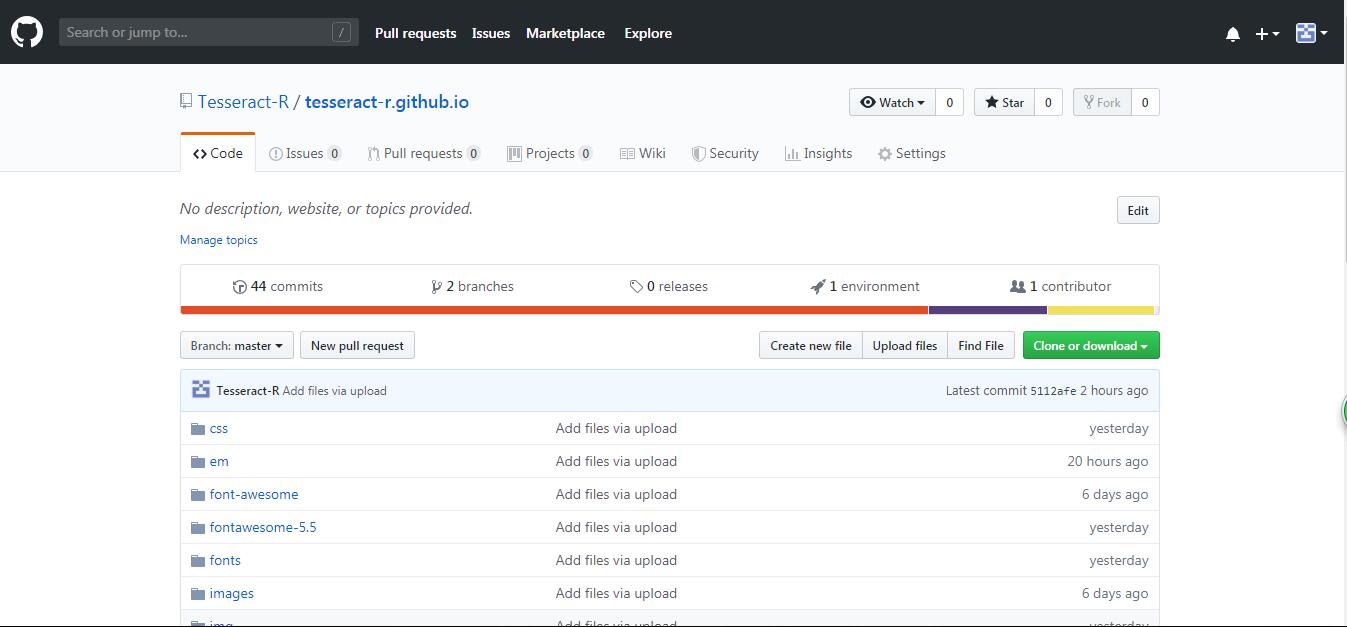 Search or jump to... / Pull requests Issues Marketplace Explore
Tesseract-R / tesseract-r.github.io Watch 0 Star 0 Fork 0
Code Issues 0 Pull requests 0 Projects 0 Wiki Security Insights Settings
No description, website, or topics provided. Edit
Manage topics
44 commits 2 branches 0 releases 1 environment 1 contributor
Branch: master New pull request Create new file Upload files Find File Clone or download
Tesseract-R Add files via upload Latest commit 5112afe 2 hours ago
css Add files via upload yesterday
em Add files via upload 20 hours ago
font-awesome Add files via upload 6 days ago
fontawesome-5.5 Add files via upload yesterday
fonts Add files via upload yesterday
images Add files via upload 6 days ago
img Add files via upload yesterday